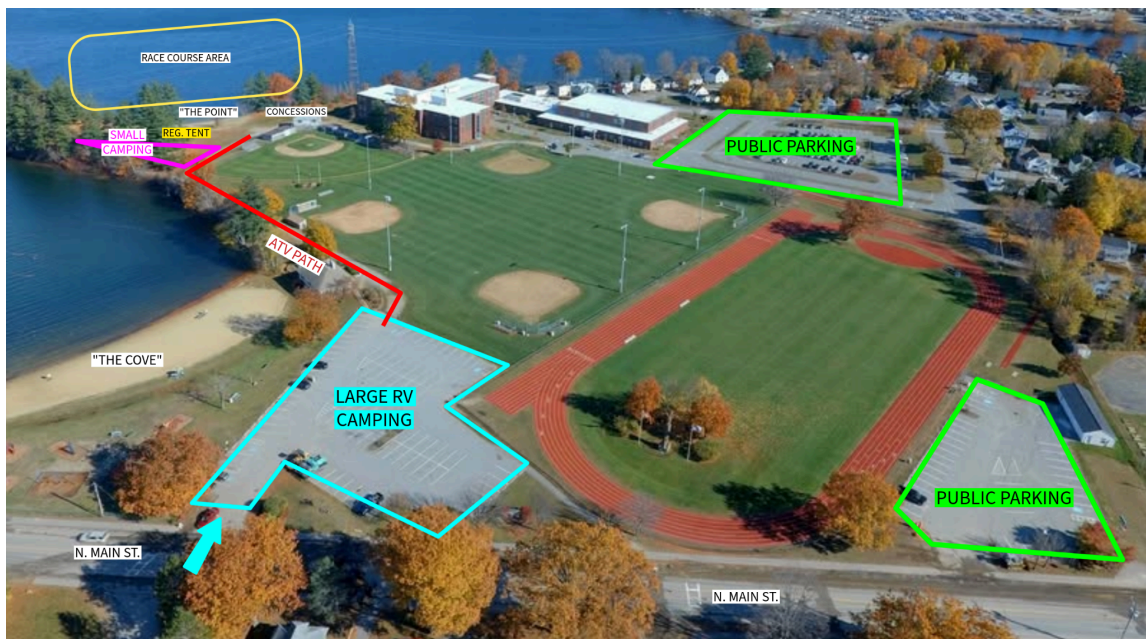 RACE COURSE AREA
"THE POINT"
CONCESSIONS
SMALL
CAMPING
REG. TENT
PUBLIC PARKING
ATV PATH
"THE COVE"
LARGE RV
CAMPING
PUBLIC PARKING
N. MAIN ST.
N. MAIN ST.